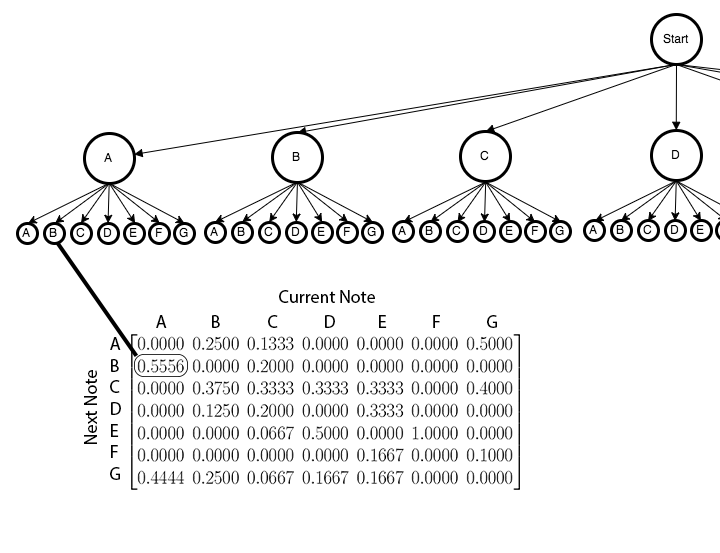 Start
A B C D
A B C D E F G A B C D E F G A B C D E F G A B C D E
Current Note
A B C D E F G
Next Note
A 0.0000 0.2500 0.1333 0.0000 0.0000 0.0000 0.5000
B 0.5556 0.0000 0.2000 0.0000 0.0000 0.0000 0.0000
C 0.0000 0.3750 0.3333 0.3333 0.3333 0.0000 0.4000
D 0.0000 0.1250 0.2000 0.0000 0.3333 0.0000 0.0000
E 0.0000 0.0000 0.0667 0.5000 0.0000 1.0000 0.0000
F 0.0000 0.0000 0.0000 0.0000 0.1667 0.0000 0.1000
G 0.4444 0.2500 0.0667 0.1667 0.1667 0.0000 0.0000